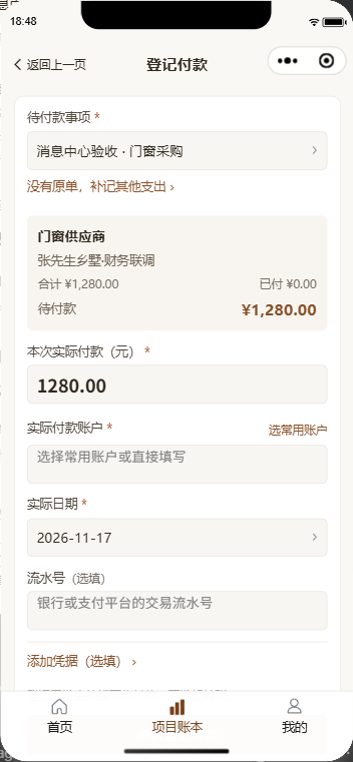 18:48
返回上一页
登记付款
待付款事项 *
消息中心验收 · 门窗采购
没有原单，补记其他支出 ›
门窗供应商
张先生乡墅·财务联调
合计 ¥1,280.00 已付 ¥0.00
待付款 ¥1,280.00
本次实际付款（元） *
1280.00
实际付款账户 * 选常用账户
选择常用账户或直接填写
实际日期 *
2026-11-17
流水号（选填）
银行或支付平台的交易流水号
添加凭据（选填） ›
首页 项目账本 我的